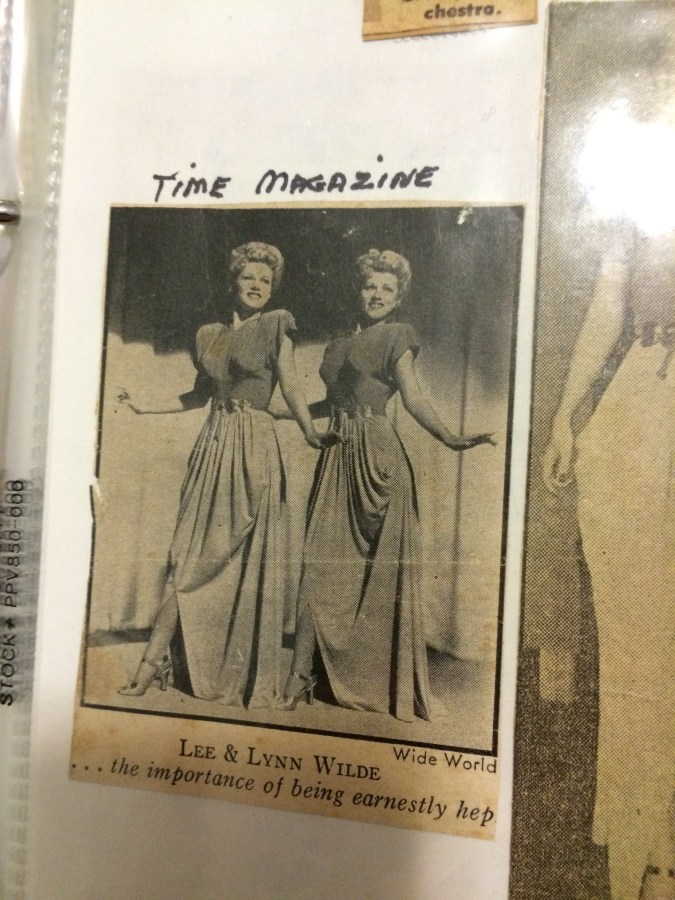 chestra.
TIME MAGAZINE
Wide World
LEE & LYNN WILDE
... the importance of being earnestly hep
STOCK # PPV850-000